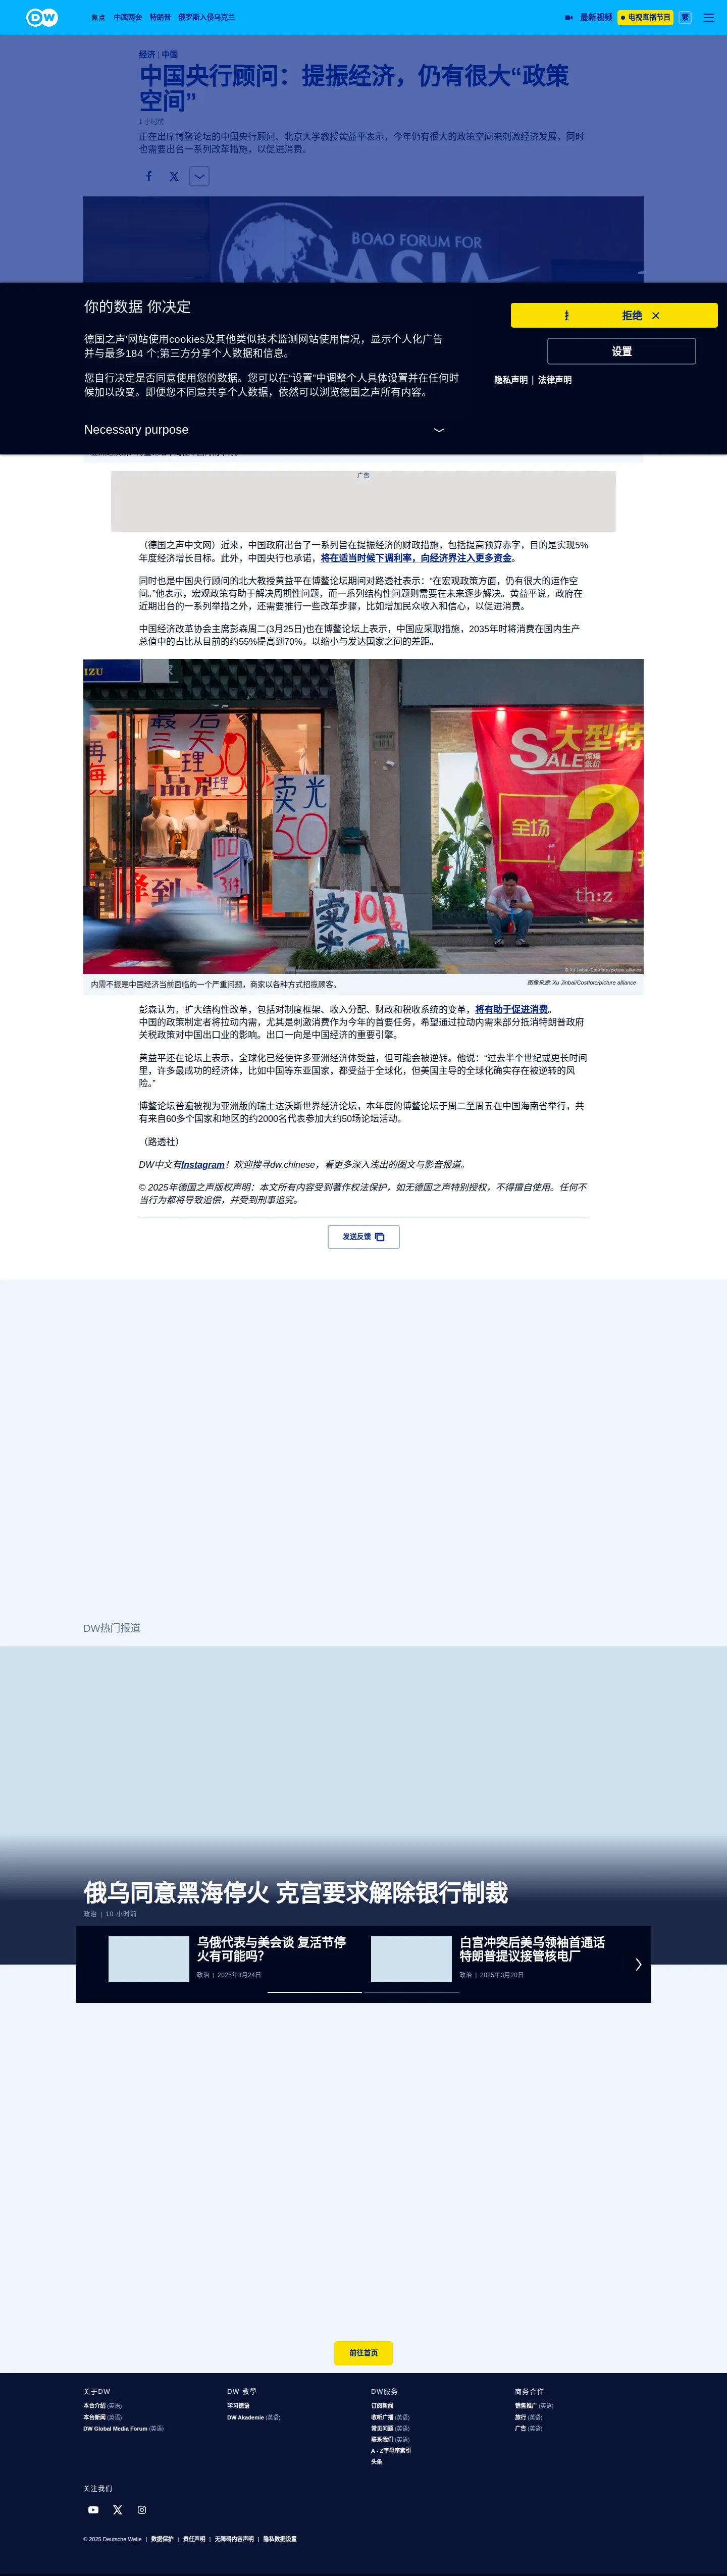 DW
焦点 中国两会 特朗普 俄罗斯入侵乌克兰
最新视频 电视直播节目 繁
经济 | 中国
中国央行顾问：提振经济，仍有很大“政策
空间”
1 小时前
正在出席博鳌论坛的中国央行顾问、北京大学教授黄益平表示，今年仍有很大的政策空间来刺激经济发展，同时
也需要出台一系列改革措施，以促进消费。
BOAO FORUM FOR
ASIA
你的数据 你决定
德国之声’网站使用cookies及其他类似技术监测网站使用情况，显示个人化广告
并与最多184 个;第三方分享个人数据和信息。
您自行决定是否同意使用您的数据。您可以在“设置”中调整个人具体设置并在任何时
候加以改变。即便您不同意共享个人数据，依然可以浏览德国之声所有内容。
Necessary purpose
拒绝
设置
隐私声明 | 法律声明
广告
（德国之声中文网）近来，中国政府出台了一系列旨在提振经济的财政措施，包括提高预算赤字，目的是实现5%
年度经济增长目标。此外，中国央行也承诺，将在适当时候下调利率，向经济界注入更多资金。
同时也是中国央行顾问的北大教授黄益平在博鳌论坛期间对路透社表示：“在宏观政策方面，仍有很大的运作空
间。”他表示，宏观政策有助于解决周期性问题，而一系列结构性问题则需要在未来逐步解决。黄益平说，政府在
近期出台的一系列举措之外，还需要推行一些改革步骤，比如增加民众收入和信心，以促进消费。
中国经济改革协会主席彭森周二(3月25日)也在博鳌论坛上表示，中国应采取措施，2035年时将消费在国内生产
总值中的占比从目前的约55%提高到70%，以缩小与发达国家之间的差距。
IZU
最后
三天
清
卖光
50
100
3件
卖
SALE
大型特
惊爆低价
全场
2
th:z
© Xu Jinbai/Costfoto/picture alliance
内需不振是中国经济当前面临的一个严重问题，商家以各种方式招揽顾客。
图像来源: Xu Jinbai/Costfoto/picture alliance
彭森认为，扩大结构性改革，包括对制度框架、收入分配、财政和税收系统的变革，将有助于促进消费。
中国的政策制定者将拉动内需，尤其是刺激消费作为今年的首要任务，希望通过拉动内需来部分抵消特朗普政府
关税政策对中国出口业的影响。出口一向是中国经济的重要引擎。
黄益平还在论坛上表示，全球化已经使许多亚洲经济体受益，但可能会被逆转。他说：“过去半个世纪或更长时间
里，许多最成功的经济体，比如中国等东亚国家，都受益于全球化，但美国主导的全球化确实存在被逆转的风
险。”
博鳌论坛普遍被视为亚洲版的瑞士达沃斯世界经济论坛，本年度的博鳌论坛于周二至周五在中国海南省举行，共
有来自60多个国家和地区的约2000名代表参加大约50场论坛活动。
（路透社）
DW中文有Instagram！欢迎搜寻dw.chinese，看更多深入浅出的图文与影音报道。
© 2025年德国之声版权声明：本文所有内容受到著作权法保护，如无德国之声特别授权，不得擅自使用。任何不
当行为都将导致追偿，并受到刑事追究。
发送反馈
DW热门报道
俄乌同意黑海停火 克宫要求解除银行制裁
政治 | 10 小时前
乌俄代表与美会谈 复活节停
火有可能吗？
政治 | 2025年3月24日
白宫冲突后美乌领袖首通话
特朗普提议接管核电厂
政治 | 2025年3月20日
前往首页
关于DW
本台介绍 (英语)
本台新闻 (英语)
DW Global Media Forum (英语)
DW 教學
学习德语
DW Akademie (英语)
DW服务
订阅新闻
收听广播 (英语)
常见问题 (英语)
联系我们 (英语)
A - Z字母序索引
头条
商务合作
销售推广 (英语)
旅行 (英语)
广告 (英语)
关注我们
© 2025 Deutsche Welle | 数据保护 | 责任声明 | 无障碍内容声明 | 隐私数据设置